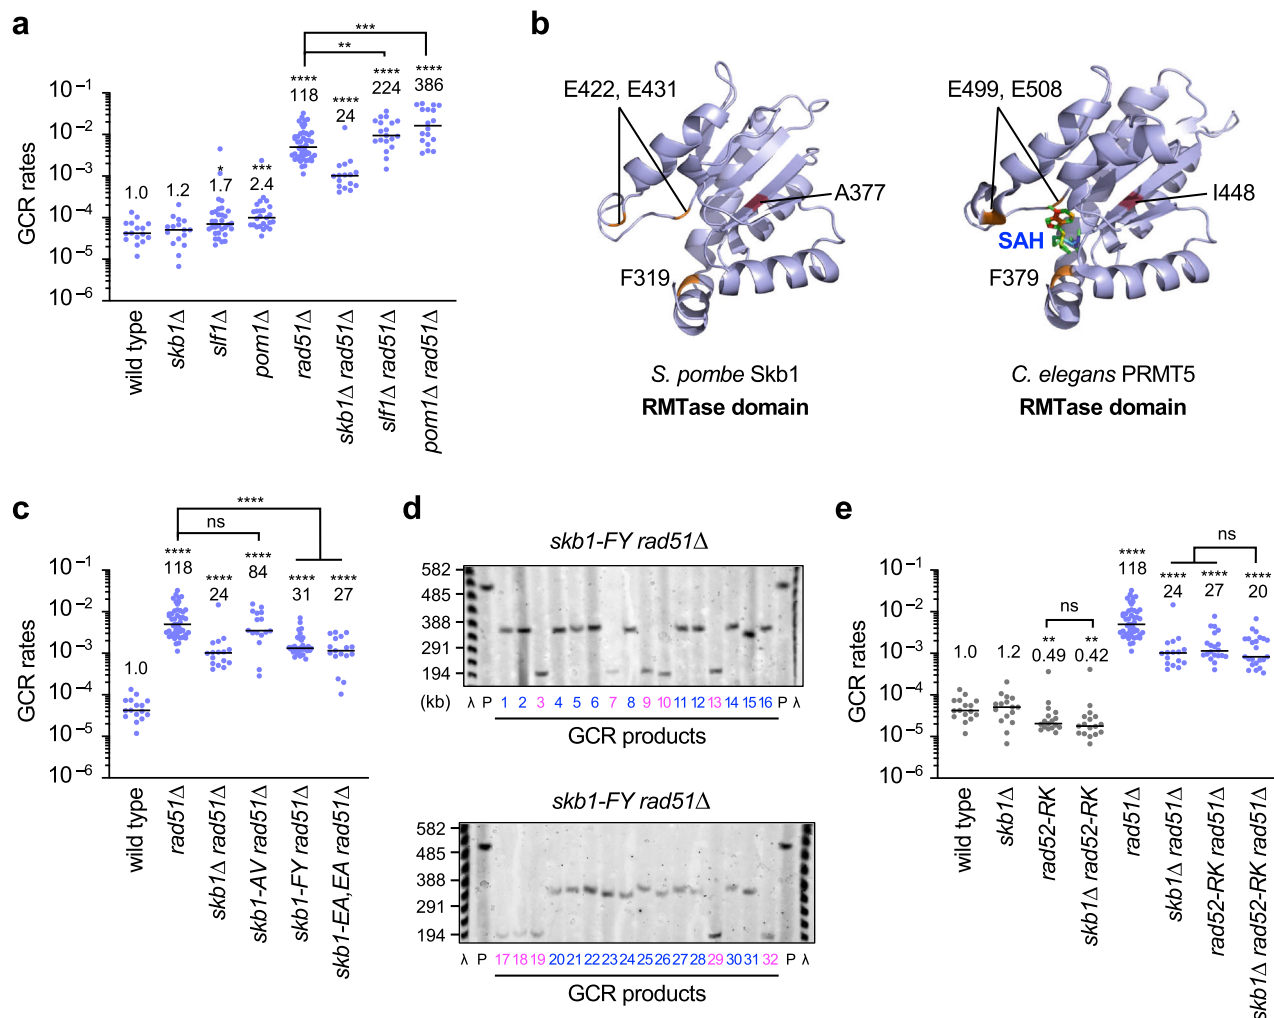 a
GCR rates
10⁻¹
10⁻²
10⁻³
10⁻⁴
10⁻⁵
10⁻⁶
***
**
1.0
1.2
*
1.7
***
2.4
****
118
****
24
****
224
****
386
wild type
skb1Δ
slf1Δ
pom1Δ
rad51Δ
skb1Δ rad51Δ
slf1Δ rad51Δ
pom1Δ rad51Δ
b
E422, E431
A377
F319
S. pombe Skb1
RMTase domain
E499, E508
I448
SAH
F379
C. elegans PRMT5
RMTase domain
c
GCR rates
10⁻¹
10⁻²
10⁻³
10⁻⁴
10⁻⁵
10⁻⁶
****
ns
1.0
****
118
****
24
****
84
****
31
****
27
wild type
rad51Δ
skb1Δ rad51Δ
skb1-AV rad51Δ
skb1-FY rad51Δ
skb1-EA,EA rad51Δ
d
skb1-FY rad51Δ
582
485
388
291
194
(kb) λ P 1 2 3 4 5 6 7 8 9 10 11 12 13 14 15 16 P λ
GCR products
skb1-FY rad51Δ
582
485
388
291
194
λ P 17 18 19 20 21 22 23 24 25 26 27 28 29 30 31 32 P λ
GCR products
e
GCR rates
10⁻¹
10⁻²
10⁻³
10⁻⁴
10⁻⁵
10⁻⁶
ns
ns
1.0
1.2
**
0.49
**
0.42
****
118
****
24
****
27
****
20
wild type
skb1Δ
rad52-RK
skb1Δ rad52-RK
rad51Δ
skb1Δ rad51Δ
rad52-RK rad51Δ
skb1Δ rad52-RK rad51Δ